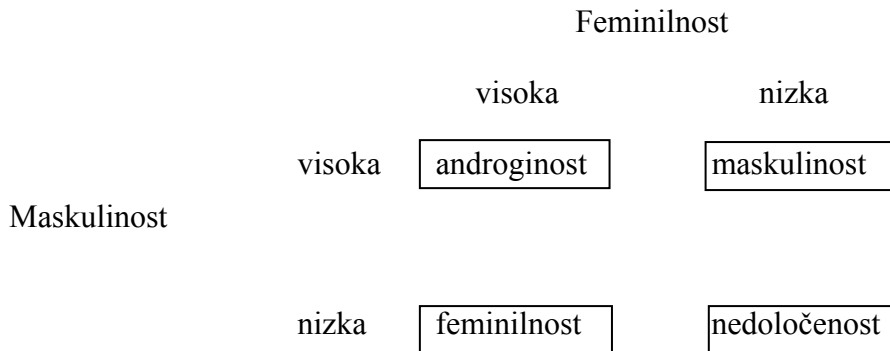 Feminilnost
visoka nizka
visoka androginost maskulinost
Maskulinost
nizka feminilnost nedoločenost